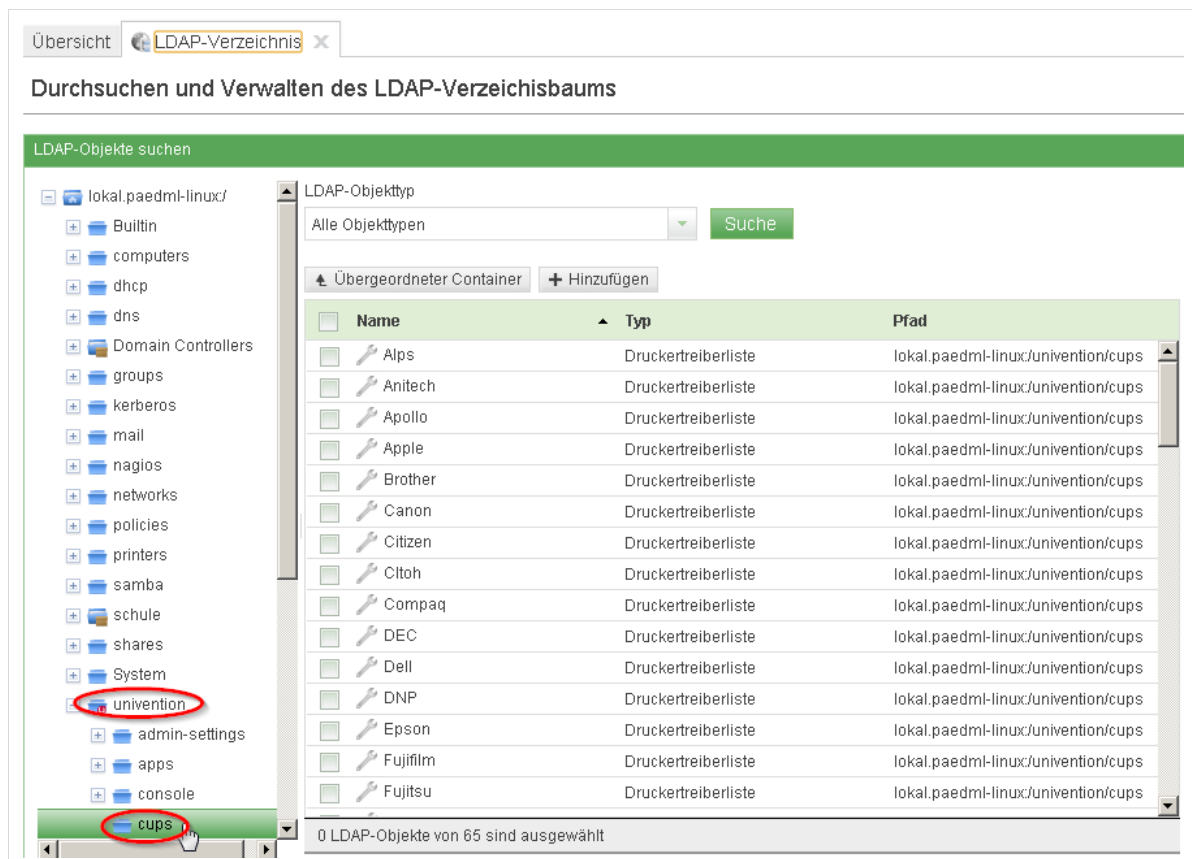 Übersicht LDAP-Verzeichnis
Durchsuchen und Verwalten des LDAP-Verzeichisbaums
LDAP-Objekte suchen
lokal.paedml-linux:/
Builtin
computers
dhcp
dns
Domain Controllers
groups
kerberos
mail
nagios
networks
policies
printers
samba
schule
shares
System
univention
admin-settings
apps
console
cups
LDAP-Objekttyp
Alle Objekttypen Suche
Übergeordneter Container Hinzufügen
Name Typ Pfad
Alps Druckertreiberliste lokal.paedml-linux:/univention/cups
Anitech Druckertreiberliste lokal.paedml-linux:/univention/cups
Apollo Druckertreiberliste lokal.paedml-linux:/univention/cups
Apple Druckertreiberliste lokal.paedml-linux:/univention/cups
Brother Druckertreiberliste lokal.paedml-linux:/univention/cups
Canon Druckertreiberliste lokal.paedml-linux:/univention/cups
Citizen Druckertreiberliste lokal.paedml-linux:/univention/cups
CItoh Druckertreiberliste lokal.paedml-linux:/univention/cups
Compaq Druckertreiberliste lokal.paedml-linux:/univention/cups
DEC Druckertreiberliste lokal.paedml-linux:/univention/cups
Dell Druckertreiberliste lokal.paedml-linux:/univention/cups
DNP Druckertreiberliste lokal.paedml-linux:/univention/cups
Epson Druckertreiberliste lokal.paedml-linux:/univention/cups
Fujifilm Druckertreiberliste lokal.paedml-linux:/univention/cups
Fujitsu Druckertreiberliste lokal.paedml-linux:/univention/cups
0 LDAP-Objekte von 65 sind ausgewählt